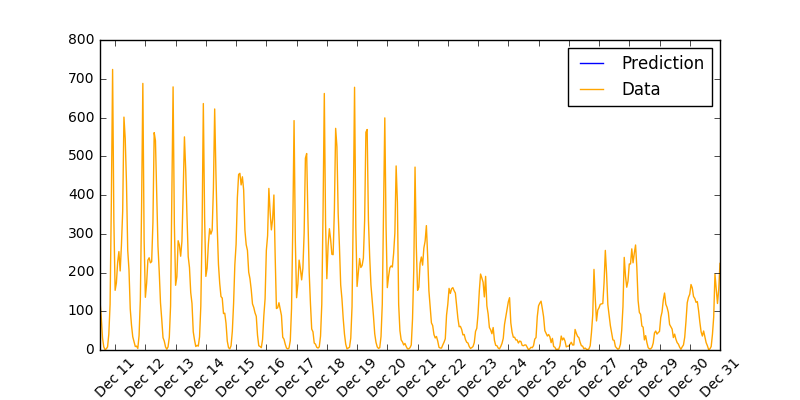 800
700
600
500
400
300
200
100
0
Prediction
Data
Dec 11
Dec 12
Dec 13
Dec 14
Dec 15
Dec 16
Dec 17
Dec 18
Dec 19
Dec 20
Dec 21
Dec 22
Dec 23
Dec 24
Dec 25
Dec 26
Dec 27
Dec 28
Dec 29
Dec 30
Dec 31